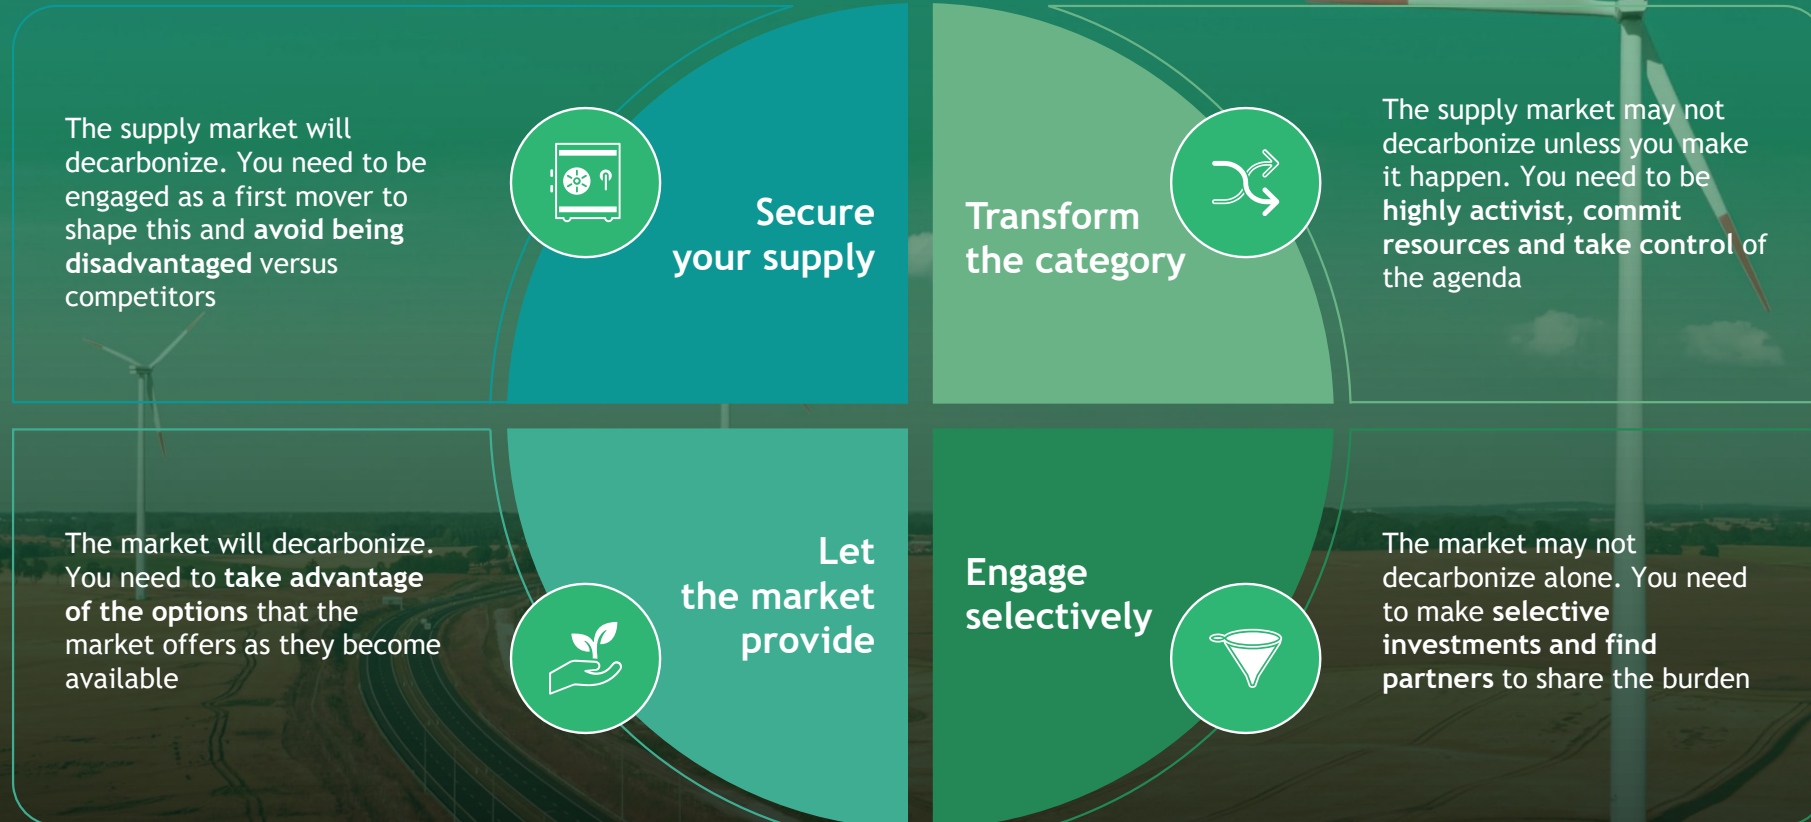 The supply market will
decarbonize. You need to be
engaged as a first mover to
shape this and avoid being
disadvantaged versus
competitors
Secure
your supply
Transform
the category
The supply market may not
decarbonize unless you make
it happen. You need to be
highly activist, commit
resources and take control of
the agenda
The market will decarbonize.
You need to take advantage
of the options that the
market offers as they become
available
Let
the market
provide
Engage
selectively
The market may not
decarbonize alone. You need
to make selective
investments and find
partners to share the burden